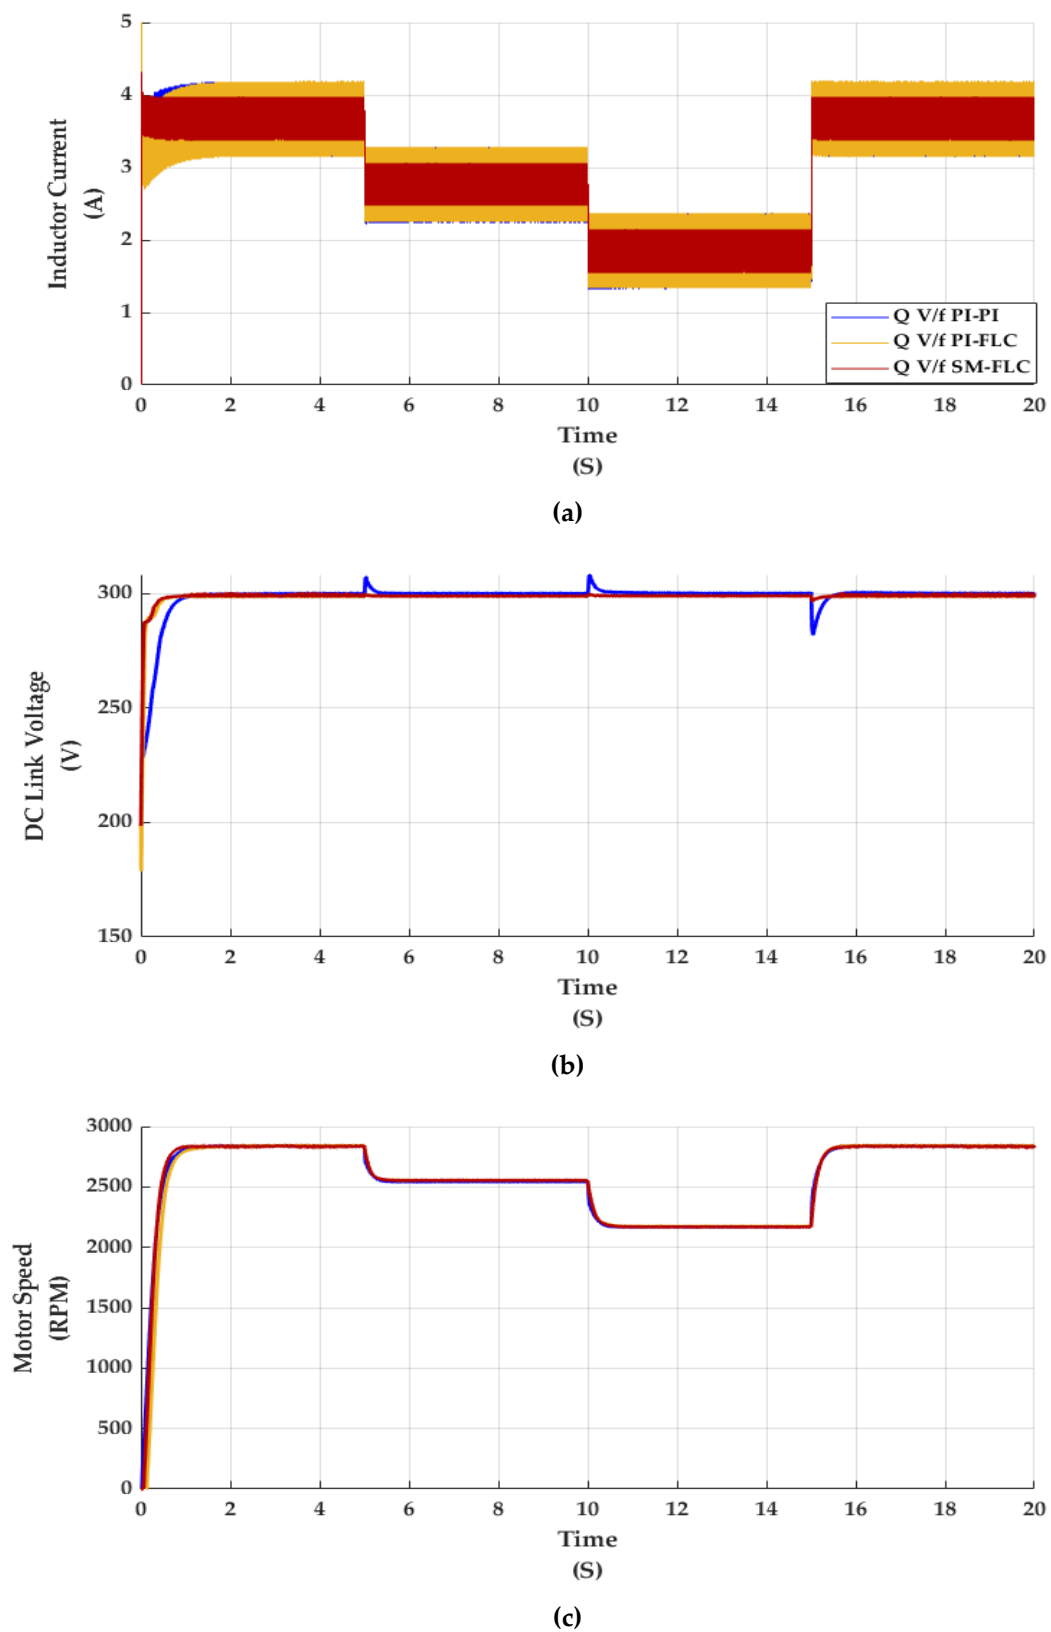 5
4
3
2
1
0
Inductor Current
(A)
Q V/f PI-PI
Q V/f PI-FLC
Q V/f SM-FLC
0 2 4 6 8 10 12 14 16 18 20
Time
(S)
(a)
300
250
200
150
DC Link Voltage
(V)
0 2 4 6 8 10 12 14 16 18 20
Time
(S)
(b)
3000
2500
2000
1500
1000
500
0
Motor Speed
(RPM)
0 2 4 6 8 10 12 14 16 18 20
Time
(S)
(c)